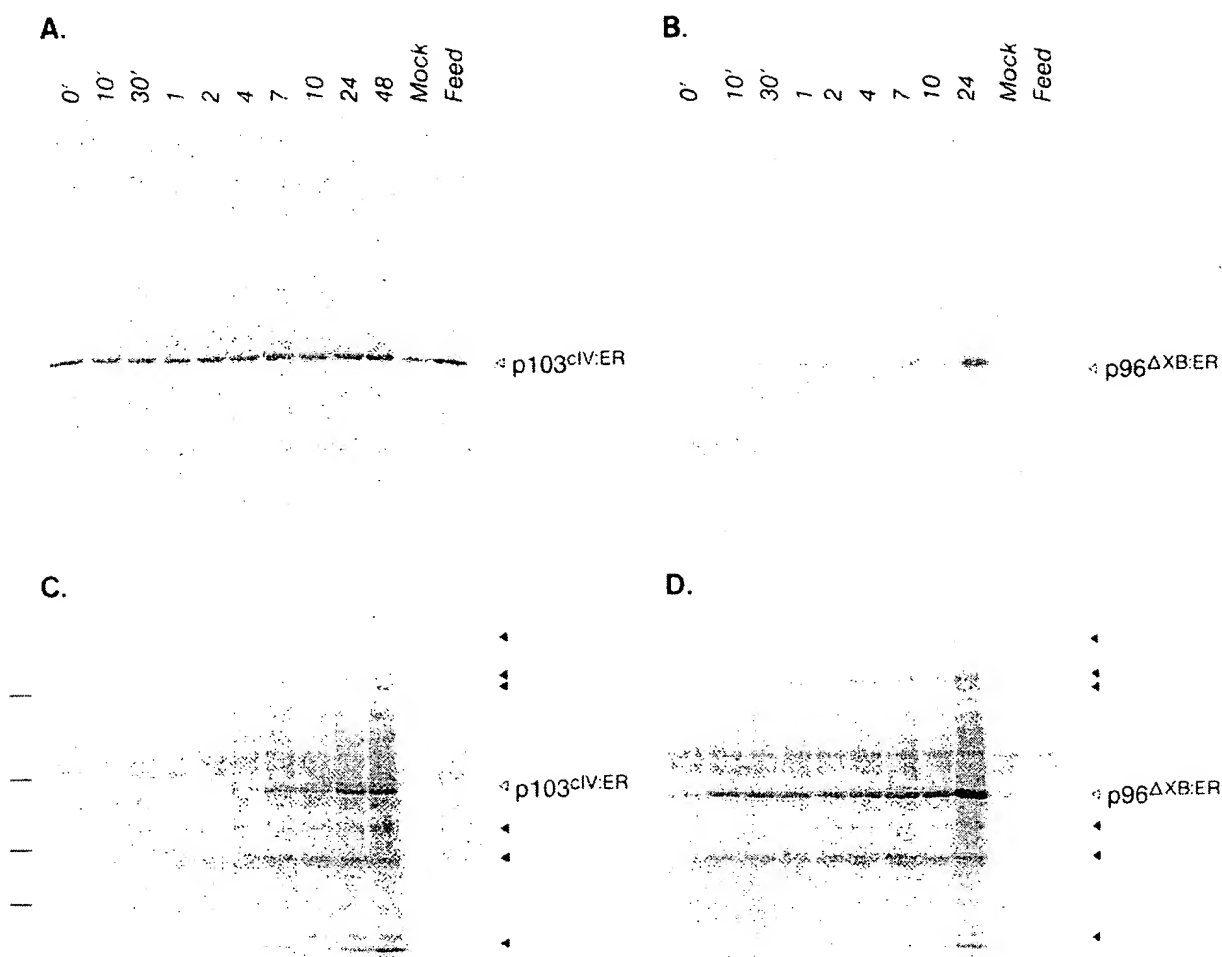 A.
0' 10' 30' 1 2 4 7 10 24 48 Mock Feed
B.
0' 10' 30' 1 2 4 7 10 24 Mock Feed
p103cIV:ER
p96ΔXB:ER
C.
D.
p103cIV:ER
p96ΔXB:ER